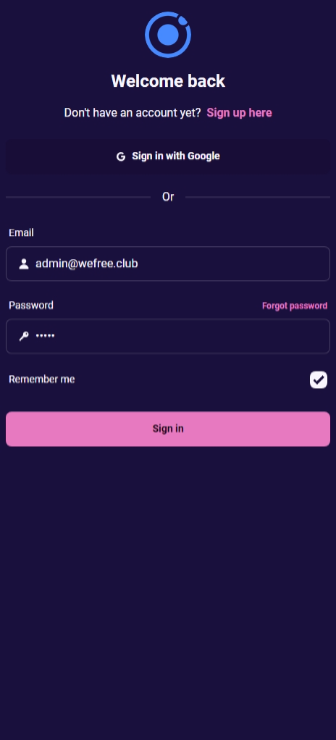 Welcome back
Don't have an account yet? Sign up here
Sign in with Google
Or
Email
admin@wefree.club
Password Forgot password
•••••
Remember me
Sign in